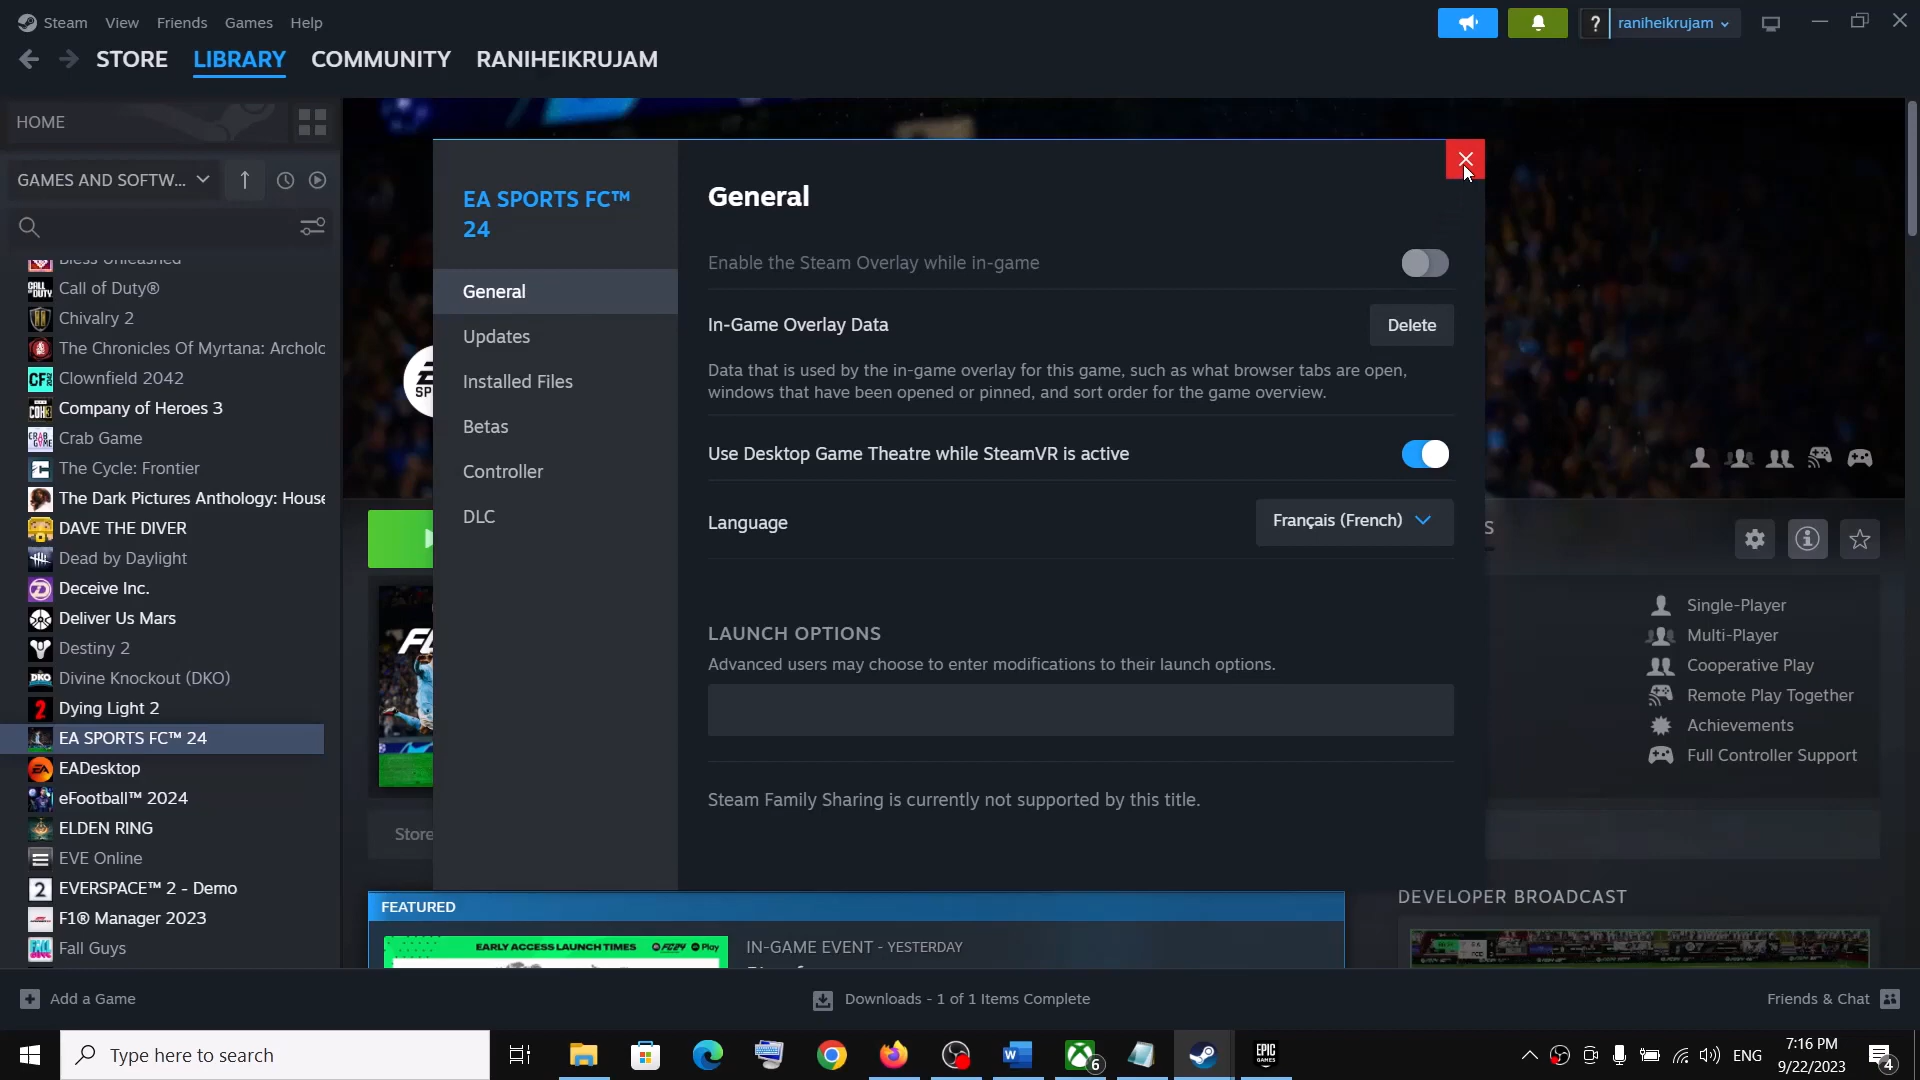 Steam View Friends Games Help
? raniheikrujam
STORE LIBRARY COMMUNITY RANIHEIKRUJAM
HOME
GAMES AND SOFTW...
Bless Unleashed
Call of Duty®
Chivalry 2
The Chronicles Of Myrtana: Archolo
Clownfield 2042
Company of Heroes 3
Crab Game
The Cycle: Frontier
The Dark Pictures Anthology: House
DAVE THE DIVER
Dead by Daylight
Deceive Inc.
Deliver Us Mars
Destiny 2
Divine Knockout (DKO)
Dying Light 2
EA SPORTS FC™ 24
EADesktop
eFootball™ 2024
ELDEN RING
EVE Online
EVERSPACE™ 2 - Demo
F1® Manager 2023
Fall Guys
EA SPORTS FC™
24
General
Updates
Installed Files
Betas
Controller
DLC
General
Enable the Steam Overlay while in-game
In-Game Overlay Data Delete
Data that is used by the in-game overlay for this game, such as what browser tabs are open,
windows that have been opened or pinned, and sort order for the game overview.
Use Desktop Game Theatre while SteamVR is active
Language Français (French)
LAUNCH OPTIONS
Advanced users may choose to enter modifications to their launch options.
Steam Family Sharing is currently not supported by this title.
Single-Player
Multi-Player
Cooperative Play
Remote Play Together
Achievements
Full Controller Support
Store
FEATURED
EARLY ACCESS LAUNCH TIMES FC24 EA Play
IN-GAME EVENT - YESTERDAY
DEVELOPER BROADCAST
Add a Game
Downloads - 1 of 1 Items Complete
Friends & Chat
Type here to search
EPIC
GAMES
6
ENG
7:16 PM
9/22/2023
4